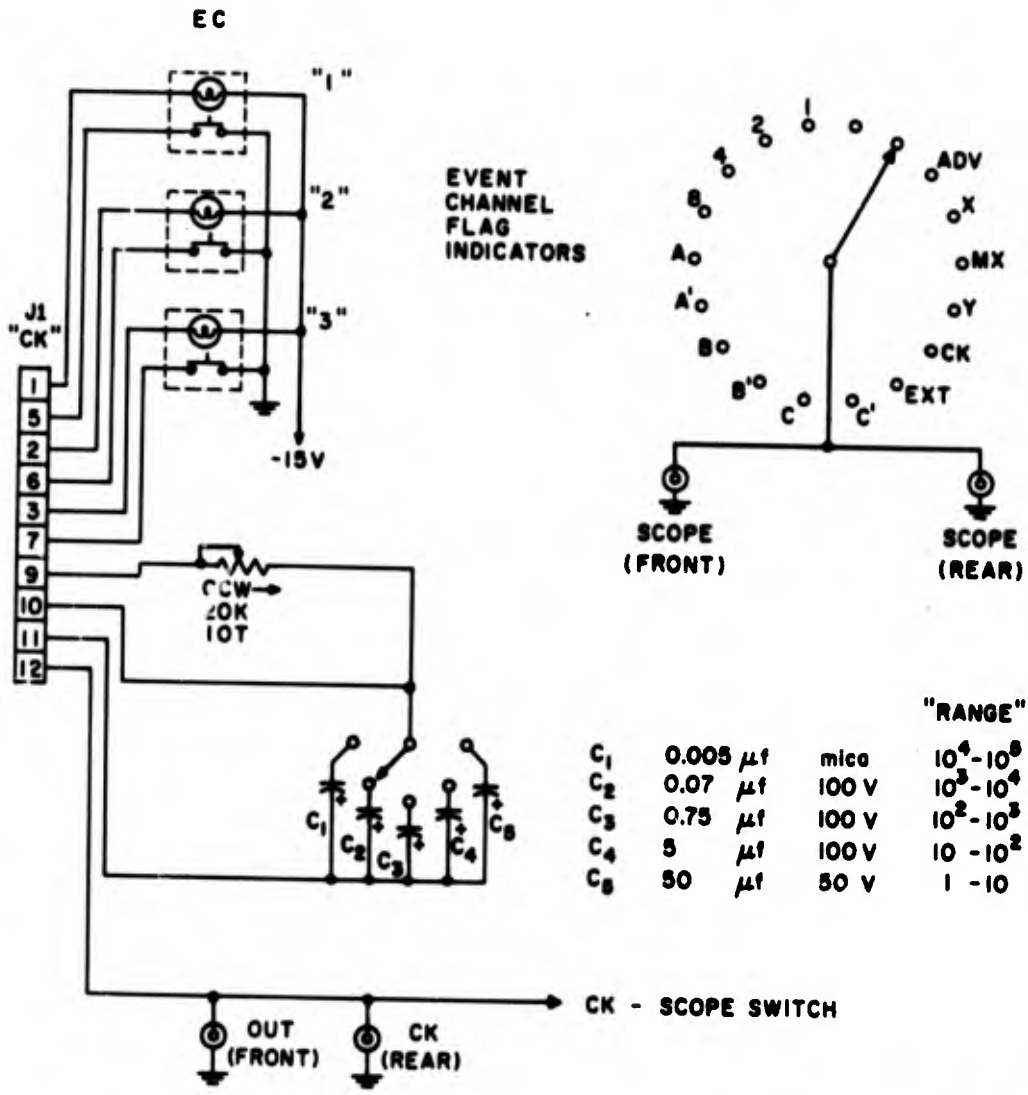 EC
"1"
"2"
"3"
-15V
J1
"CK"
1
5
2
6
3
7
9
10
11
12
CCW
20K
10T
C1
C2
C3
C4
C5
OUT
(FRONT)
CK
(REAR)
CK - SCOPE SWITCH
EVENT
CHANNEL
FLAG
INDICATORS
1
2
4
8
A
A'
B
B'
C
C'
EXT
CK
Y
MX
X
ADV
SCOPE
(FRONT)
SCOPE
(REAR)
"RANGE"
C1 0.005 μf mica 10⁴-10⁵
C2 0.07 μf 100 V 10³-10⁴
C3 0.75 μf 100 V 10²-10³
C4 5 μf 100 V 10 -10²
C5 50 μf 50 V 1 -10